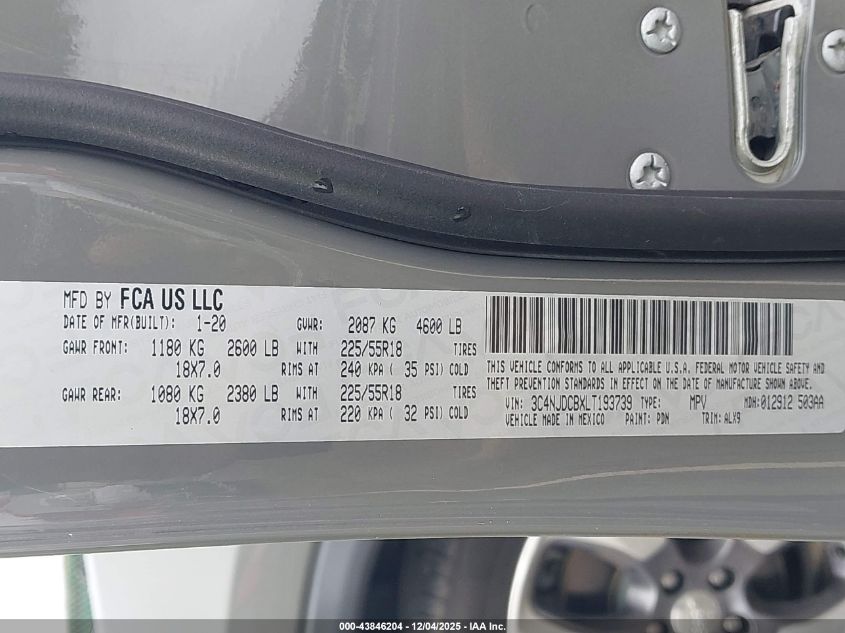 MFD BY FCA US LLC
DATE OF MFR(BUILT): 1-20 GVWR: 2087 KG 4600 LB
GAWR FRONT: 1180 KG 2600 LB WITH 225/55R18 TIRES
18X7.0 RIMS AT 240 KPA ( 35 PSI) COLD
GAWR REAR: 1080 KG 2380 LB WITH 225/55R18 TIRES
18X7.0 RIMS AT 220 KPA ( 32 PSI) COLD
THIS VEHICLE CONFORMS TO ALL APPLICABLE U.S.A. FEDERAL MOTOR VEHICLE SAFETY AND
THEFT PREVENTION STANDARDS IN EFFECT ON THE DATE OF MANUFACTURE SHOWN ABOVE.
VIN: 3C4NJDCBXLT193739 TYPE: MPV MDH:012912 503AA
VEHICLE MADE IN MEXICO PAINT: PDN TRIM: ALX9
000-43846204 - 12/04/2025 - IAA Inc.